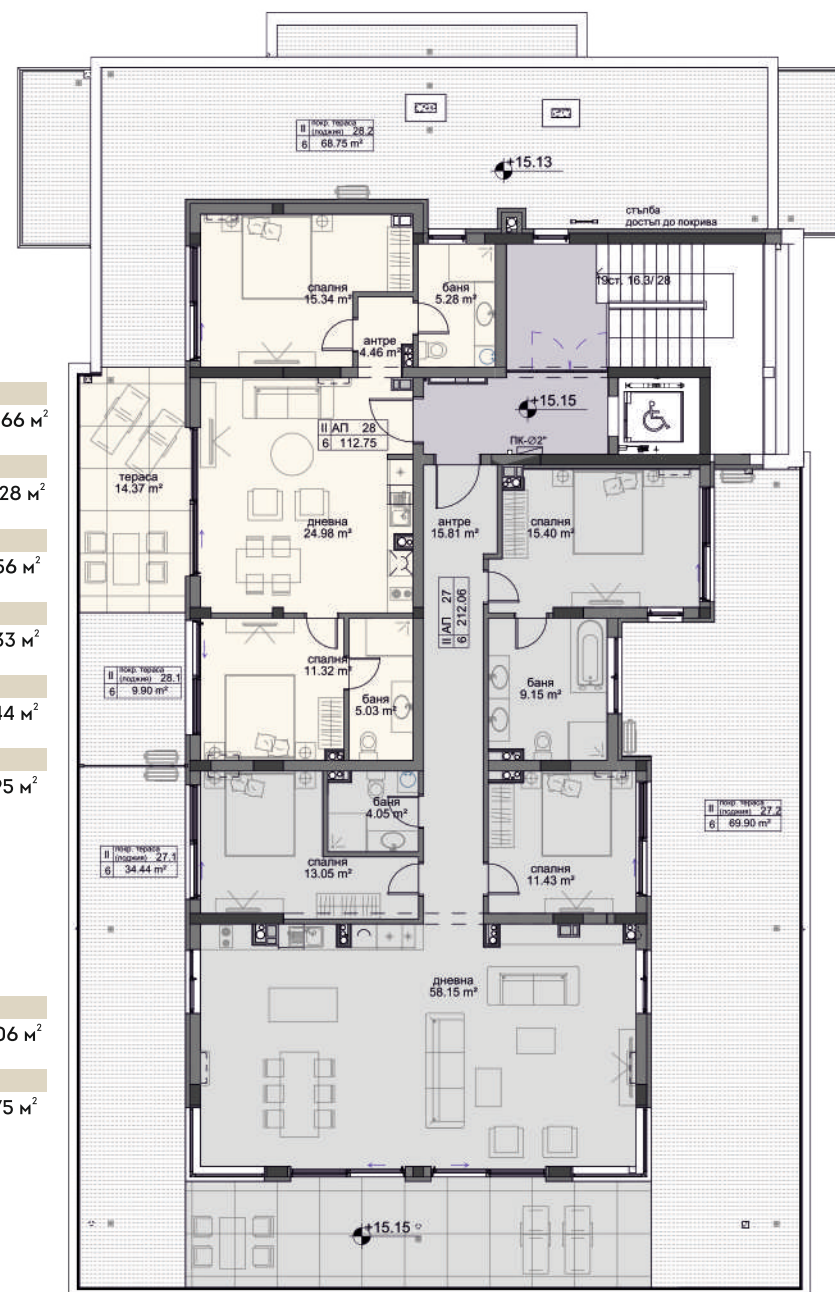 II покр. тераса (лоджия) 28.2
6 68.75 m²
+15.13
стълба
достъп до покрива
спалня
15.34 m²
баня
5.28 m²
19ст. 16.3/ 28
антре
4.46 m²
66 м²
+15.15
II АП 28
6 112.75
ПК-∅2"
тераса
14.37 m²
28 м²
дневна
24.98 m²
антре
15.81 m²
спалня
15.40 m²
56 м²
II АП 27
6 212.06
33 м²
спалня
11.32 m²
II покр. тераса (лоджия) 28.1
6 9.90 m²
баня
5.03 m²
баня
9.15 m²
44 м²
95 м²
баня
4.05 m²
II покр. тераса (лоджия) 27.2
6 69.90 m²
II покр. тераса (лоджия) 27.1
6 34.44 m²
спалня
13.05 m²
спалня
11.43 m²
дневна
58.15 m²
06 м²
75 м²
+15.15